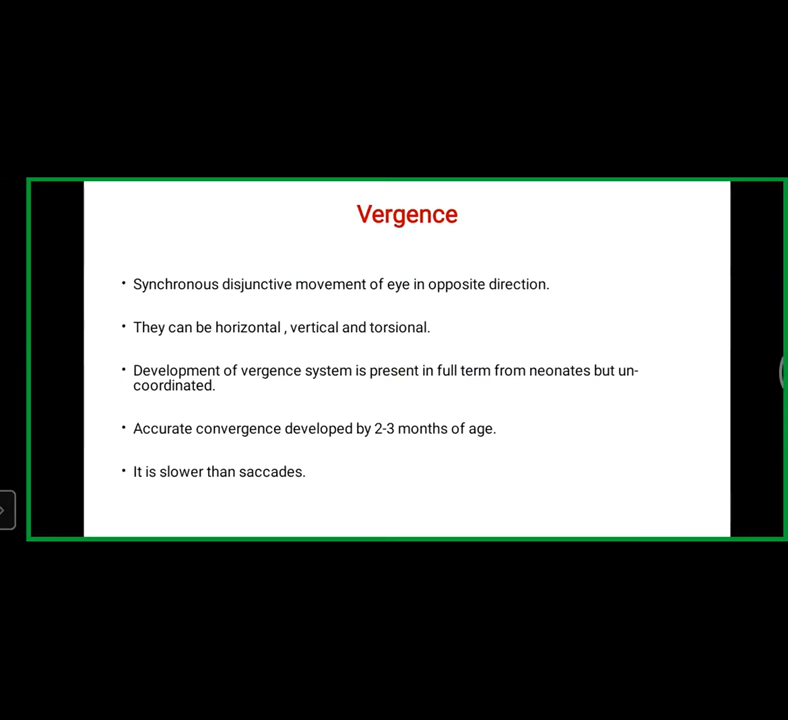 Vergence
• Synchronous disjunctive movement of eye in opposite direction.
• They can be horizontal , vertical and torsional.
• Development of vergence system is present in full term from neonates but un-
coordinated.
• Accurate convergence developed by 2-3 months of age.
• It is slower than saccades.